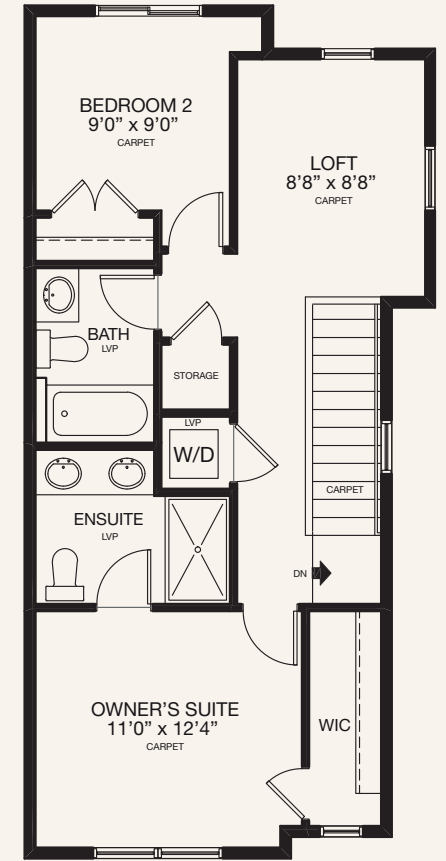 BEDROOM 2
9'0” x 9'0”
CARPET
LOFT
8'8” x 8'8”
CARPET
BATH
LVP
STORAGE
LVP
W/D
CARPET
ENSUITE
LVP
DN
OWNER'S SUITE
11'0” x 12'4”
CARPET
WIC